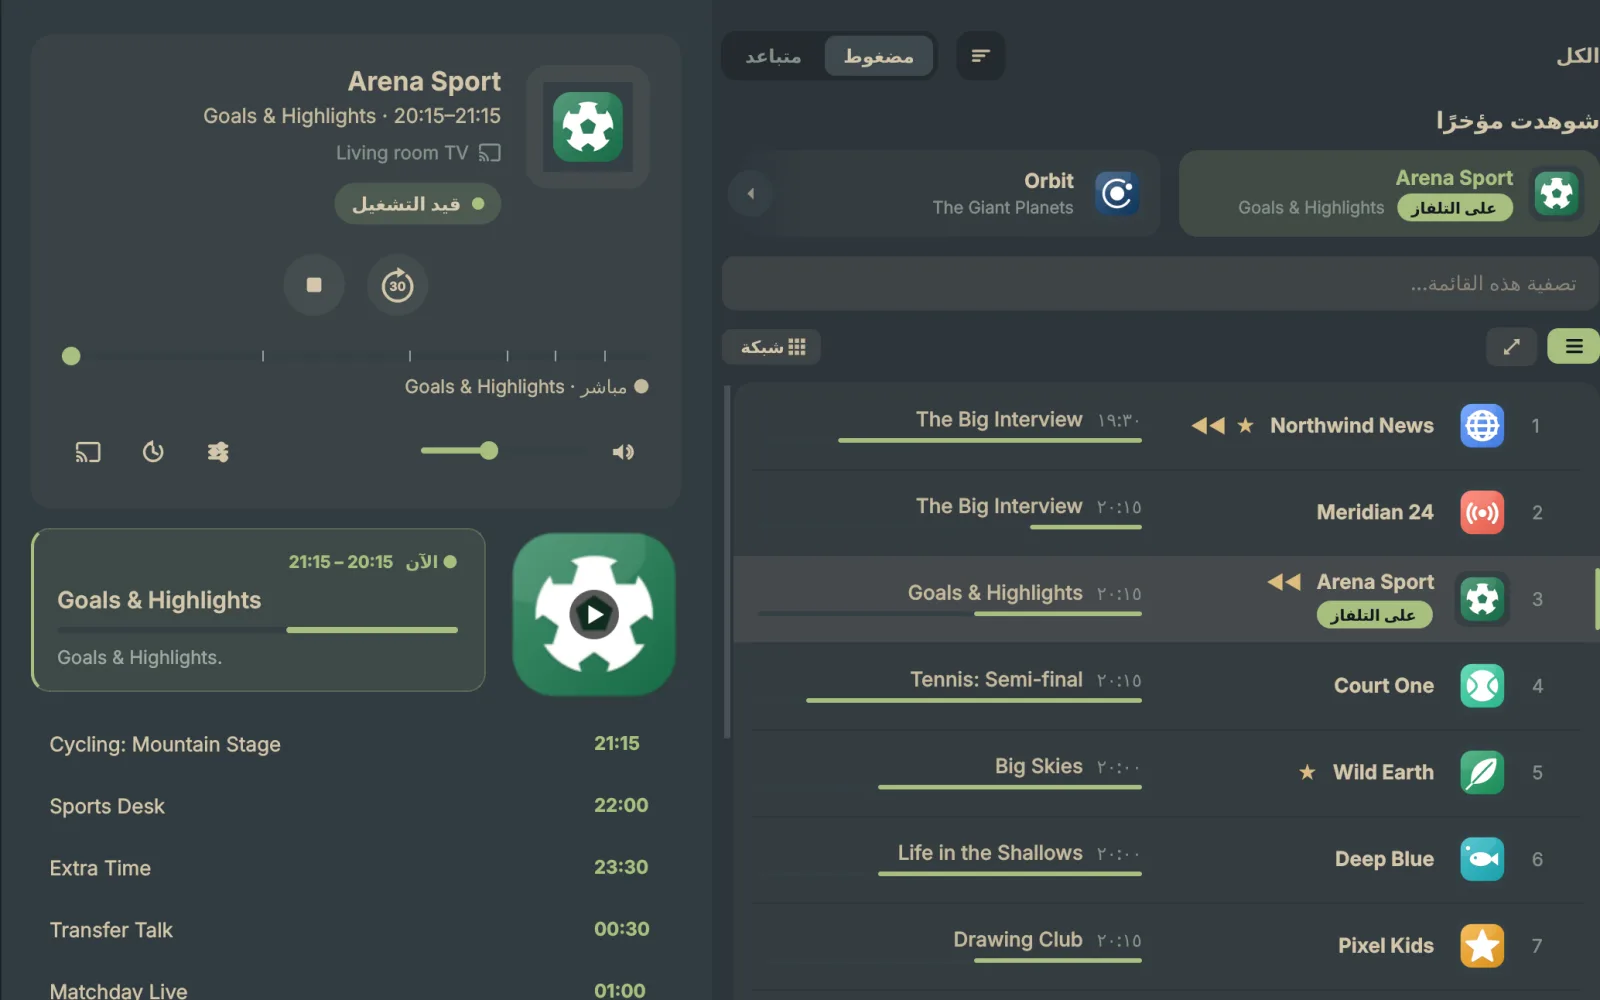 الكل
مضغوط
متباعد
شوهدت مؤخرًا
Arena Sport
على التلفاز
Goals & Highlights
Orbit
The Giant Planets
تصفية هذه القائمة...
شبكة
1 Northwind News ١٩:٣٠ The Big Interview
2 Meridian 24 ٢٠:١٥ The Big Interview
3 Arena Sport ٢٠:١٥ Goals & Highlights
على التلفاز
4 Court One ٢٠:١٥ Tennis: Semi-final
5 Wild Earth ٢٠:٠٠ Big Skies
6 Deep Blue ٢٠:٠٠ Life in the Shallows
7 Pixel Kids ٢٠:١٥ Drawing Club
Arena Sport
Goals & Highlights · 20:15–21:15
Living room TV
قيد التشغيل
30
مباشر · Goals & Highlights
الآن 20:15 – 21:15
Goals & Highlights
Goals & Highlights.
Cycling: Mountain Stage 21:15
Sports Desk 22:00
Extra Time 23:30
Transfer Talk 00:30
Matchday Live 01:00